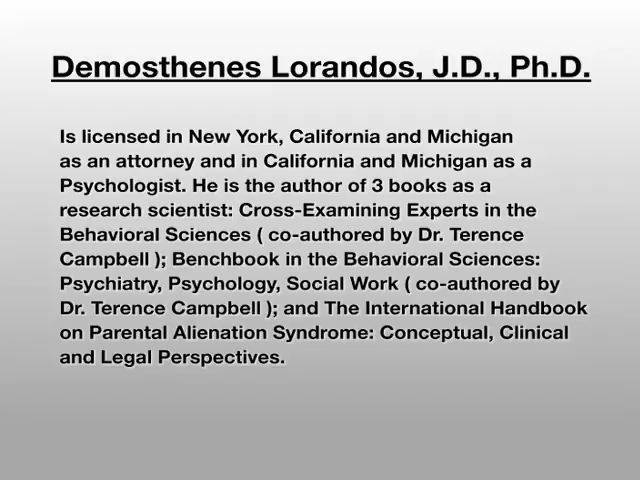 Demosthenes Lorandos, J.D., Ph.D.
Is licensed in New York, California and Michigan
as an attorney and in California and Michigan as a
Psychologist. He is the author of 3 books as a
research scientist: Cross-Examining Experts in the
Behavioral Sciences ( co-authored by Dr. Terence
Campbell ); Benchbook in the Behavioral Sciences:
Psychiatry, Psychology, Social Work ( co-authored by
Dr. Terence Campbell ); and The International Handbook
on Parental Alienation Syndrome: Conceptual, Clinical
and Legal Perspectives.